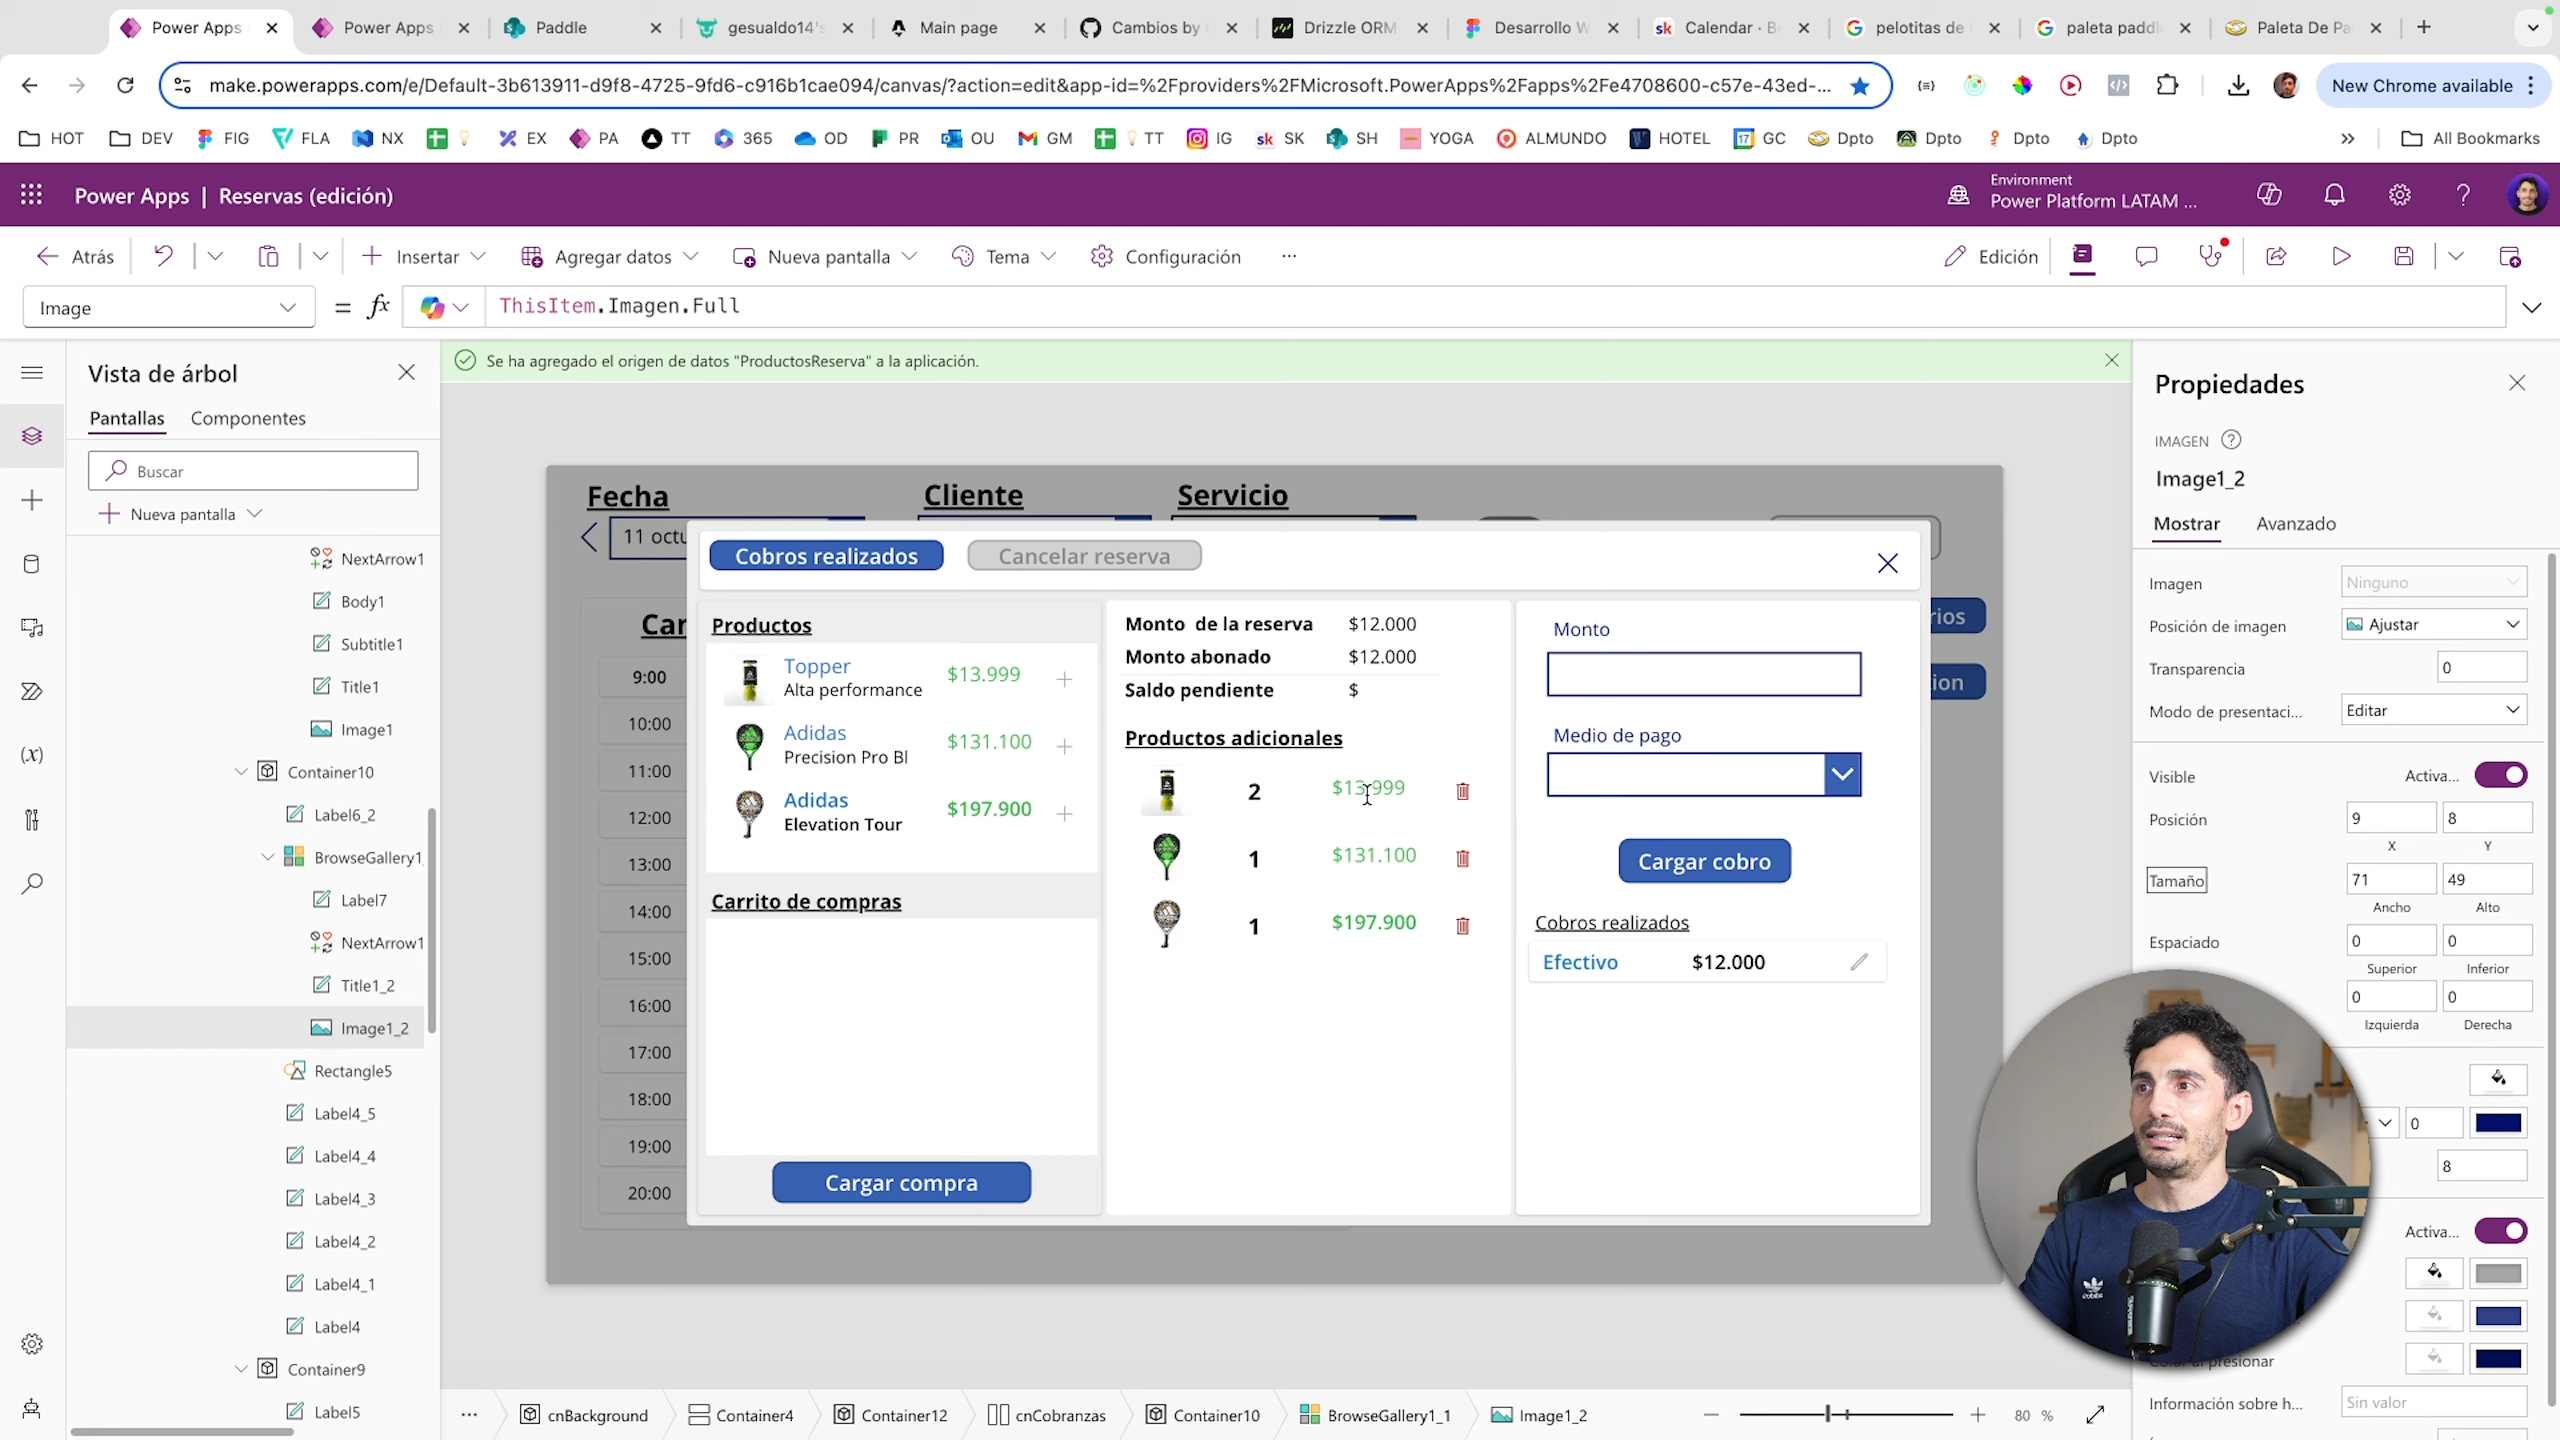 Power Apps
Power Apps
Paddle
gesualdo14's
Main page
Cambios by
Drizzle ORM
Desarrollo W
Calendar · B
pelotitas de
paleta paddl
Paleta De Pa
make.powerapps.com/e/Default-3b613911-d9f8-4725-9fd6-c916b1cae094/canvas/?action=edit&app-id=%2Fproviders%2FMicrosoft.PowerApps%2Fapps%2Fe4708600-c57e-43ed-...
New Chrome available
HOT
DEV
FIG
FLA
NX
EX
PA
TT
365
OD
PR
OU
GM
TT
IG
SK
SH
YOGA
ALMUNDO
HOTEL
GC
Dpto
Dpto
Dpto
Dpto
All Bookmarks
Power Apps | Reservas (edición)
Environment
Power Platform LATAM ...
Atrás
Insertar
Agregar datos
Nueva pantalla
Tema
Configuración
Edición
Image
= fx
ThisItem.Imagen.Full
Vista de árbol
Pantallas
Componentes
Buscar
Nueva pantalla
NextArrow1
Body1
Subtitle1
Title1
Image1
Container10
Label6_2
BrowseGallery1
Label7
NextArrow1
Title1_2
Image1_2
Rectangle5
Label4_5
Label4_4
Label4_3
Label4_2
Label4_1
Label4
Container9
Label5
Se ha agregado el origen de datos "ProductosReserva" a la aplicación.
Fecha
Cliente
Servicio
11 octu
Car
rios
ion
9:00
10:00
11:00
12:00
13:00
14:00
15:00
16:00
17:00
18:00
19:00
20:00
Cobros realizados
Cancelar reserva
Productos
Topper
Alta performance
$13.999
Adidas
Precision Pro Bl
$131.100
Adidas
Elevation Tour
$197.900
Carrito de compras
Cargar compra
Monto de la reserva $12.000
Monto abonado $12.000
Saldo pendiente $
Productos adicionales
2 $13.999
1 $131.100
1 $197.900
Monto
Medio de pago
Cargar cobro
Cobros realizados
Efectivo $12.000
cnBackground
Container4
Container12
cnCobranzas
Container10
BrowseGallery1_1
Image1_2
80 %
Propiedades
IMAGEN
Image1_2
Mostrar
Avanzado
Imagen
Ninguno
Posición de imagen
Ajustar
Transparencia
0
Modo de presentaci...
Editar
Visible
Activa...
Posición
9
8
X
Y
Tamaño
71
49
Ancho
Alto
Espaciado
0
0
Superior
Inferior
0
0
Izquierda
Derecha
0
8
Activa...
presionar
Información sobre h...
Sin valor